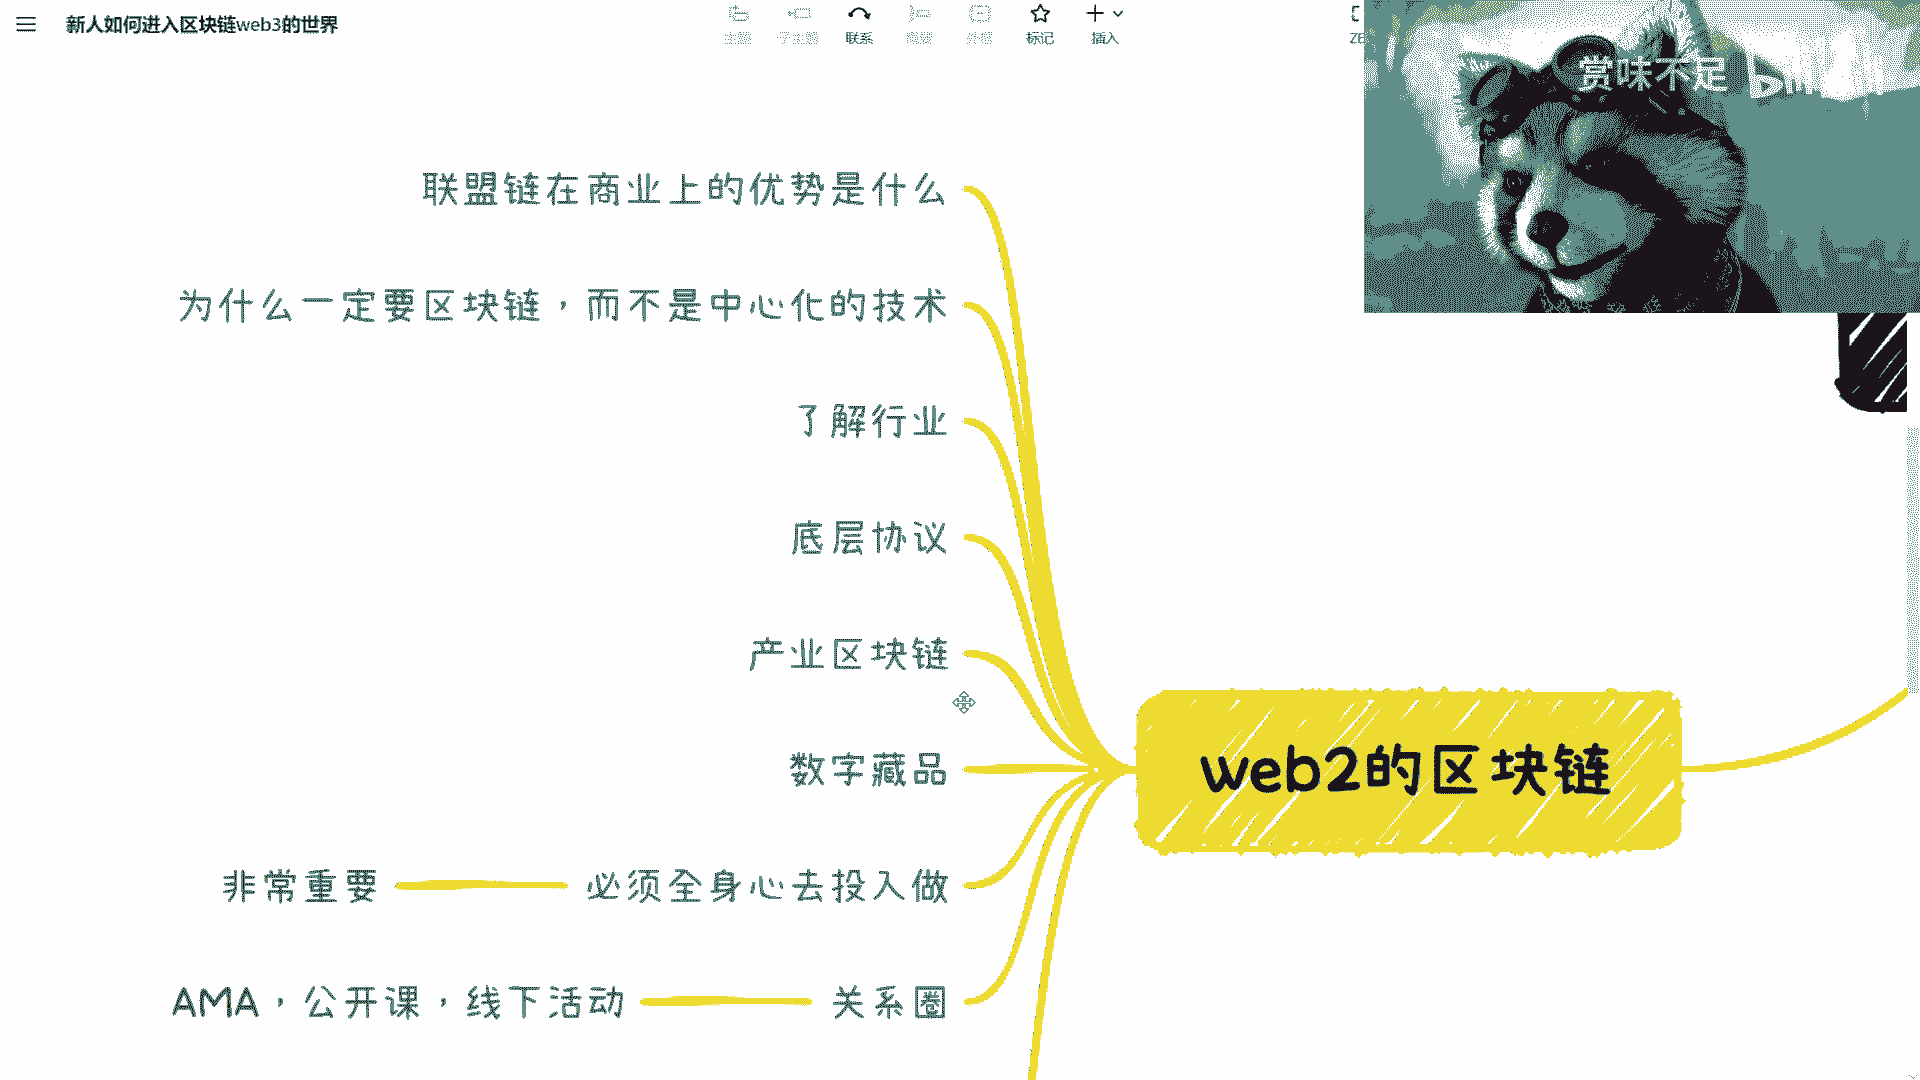 新人如何进入区块链web3的世界
主题
子主题
联系
概要
外框
标记
插入
ZE
赏味不足
联盟链在商业上的优势是什么
为什么一定要区块链，而不是中心化的技术
了解行业
底层协议
产业区块链
数字藏品
非常重要
必须全身心去投入做
AMA，公开课，线下活动
关系圈
web2的区块链